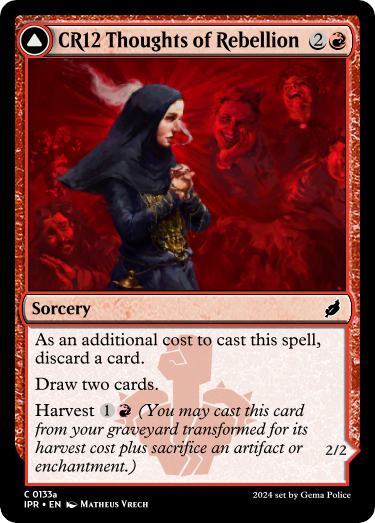 CR12 Thoughts of Rebellion 2
Sorcery
As an additional cost to cast this spell,
discard a card.
Draw two cards.
Harvest 1 (You may cast this card
from your graveyard transformed for its
harvest cost plus sacrifice an artifact or
enchantment.)
2/2
C 0133a
IPR • EN Matheus Vrech
2024 set by Gema Police